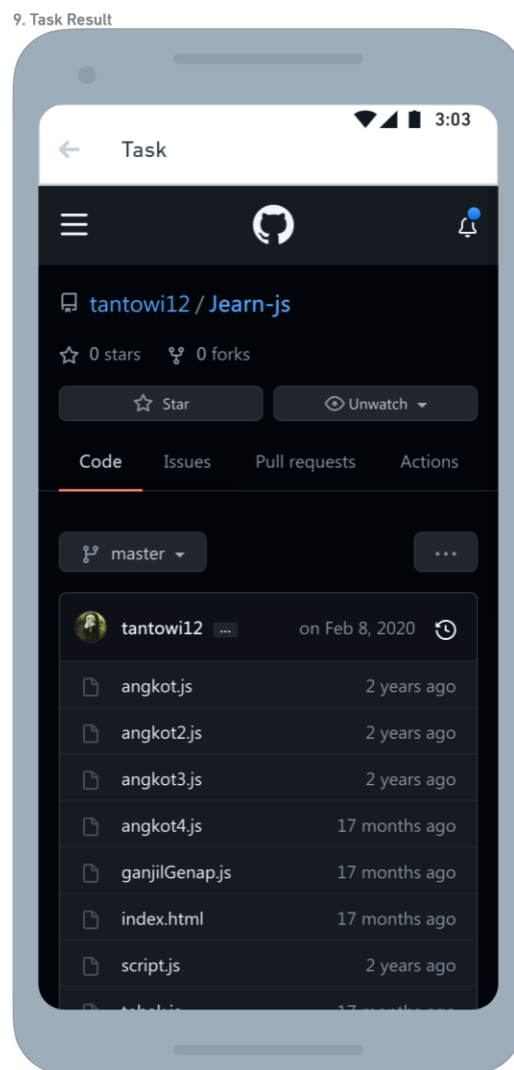 9. Task Result
3:03
Task
tantowi12 / Jearn-js
0 stars 0 forks
Star Unwatch
Code Issues Pull requests Actions
master ...
tantowi12 ... on Feb 8, 2020
angkot.js 2 years ago
angkot2.js 2 years ago
angkot3.js 2 years ago
angkot4.js 17 months ago
ganjilGenap.js 17 months ago
index.html 17 months ago
script.js 2 years ago
17 months ago